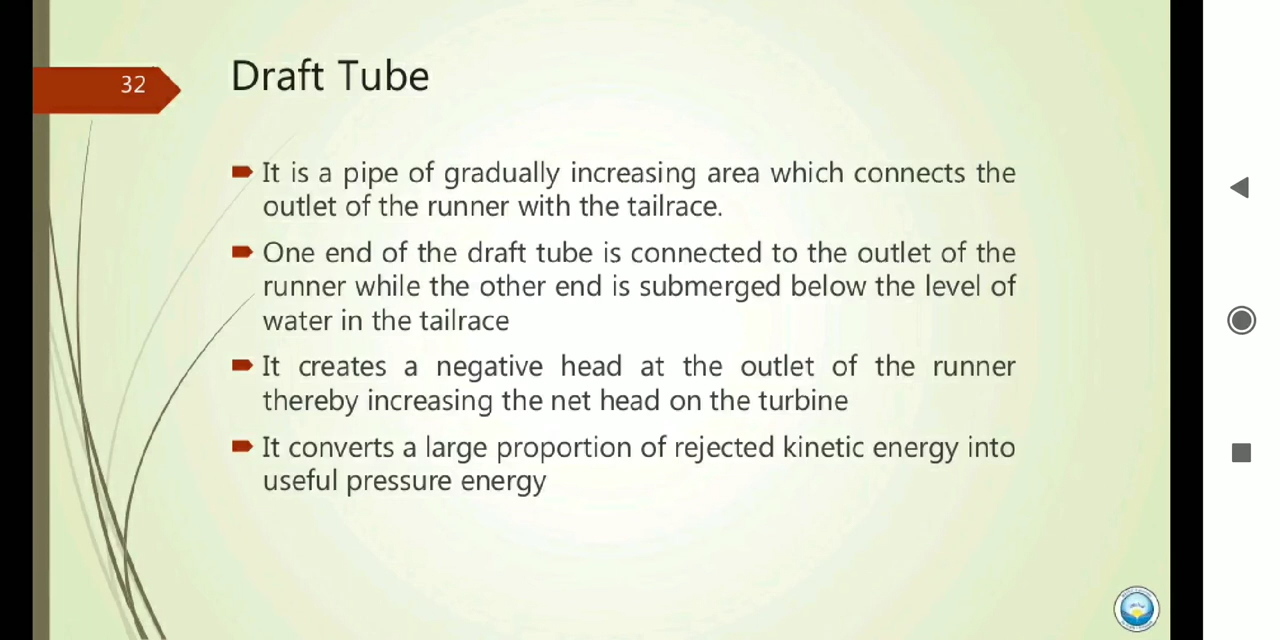 32
Draft Tube
It is a pipe of gradually increasing area which connects the
outlet of the runner with the tailrace.
One end of the draft tube is connected to the outlet of the
runner while the other end is submerged below the level of
water in the tailrace
It creates a negative head at the outlet of the runner
thereby increasing the net head on the turbine
It converts a large proportion of rejected kinetic energy into
useful pressure energy